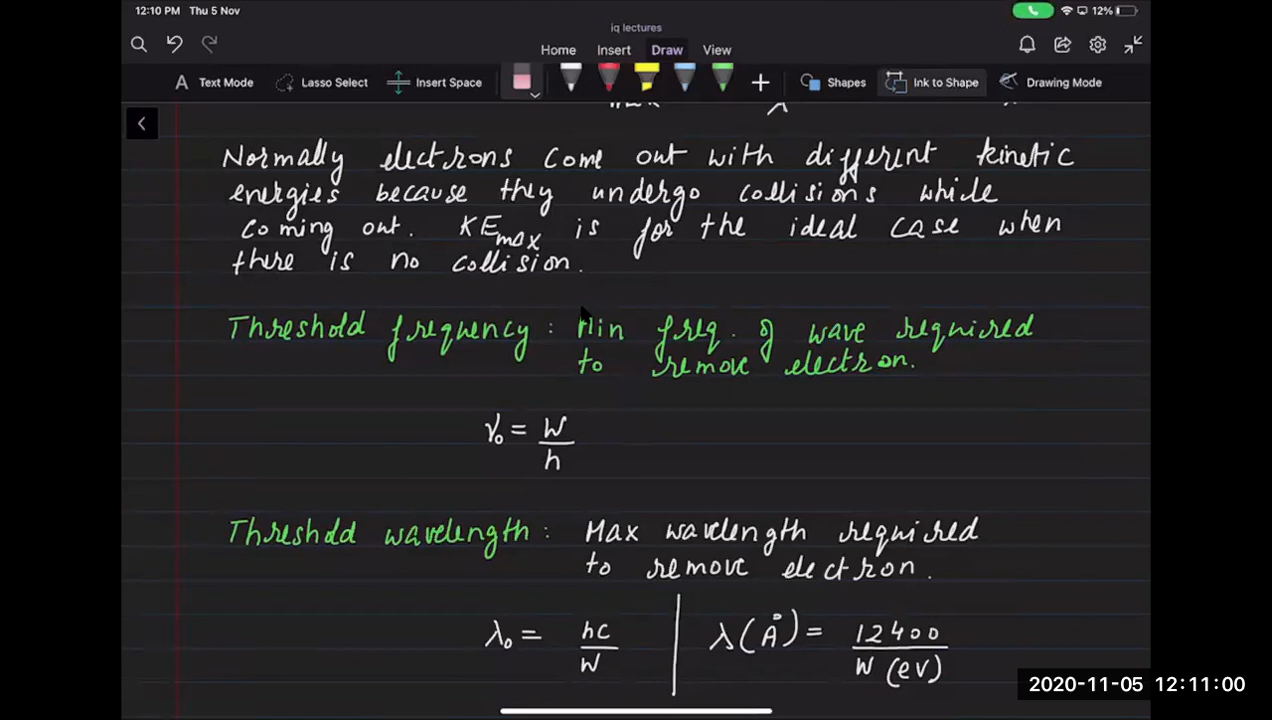 12:10 PM Thu 5 Nov
12%
iq lectures
Home Insert Draw View
Text Mode Lasso Select Insert Space Shapes Ink to Shape Drawing Mode
Normally electrons come out with different kinetic
energies because they undergo collisions while
coming out. KEmax is for the ideal case when
there is no collision.
Threshold frequency: Min freq. of wave required
to remove electron.
ν₀ = W/h
Threshold wavelength: Max wavelength required
to remove electron.
λ₀ = hc/W | λ(Å) = 12400/W (eV)
2020-11-05 12:11:00